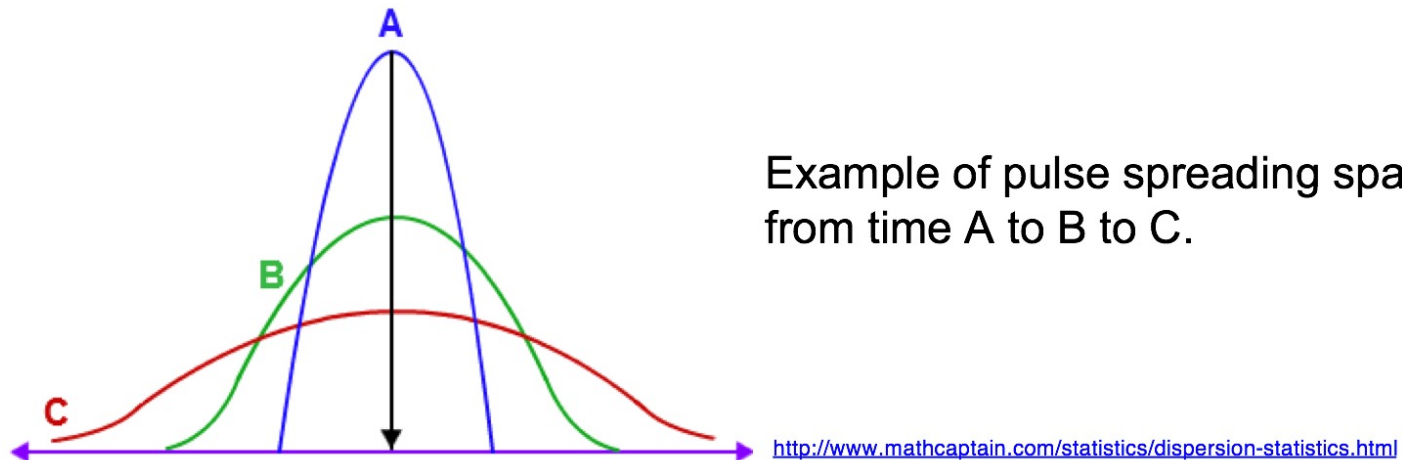 A
B
C
Example of pulse spreading spa
from time A to B to C.
http://www.mathcaptain.com/statistics/dispersion-statistics.html